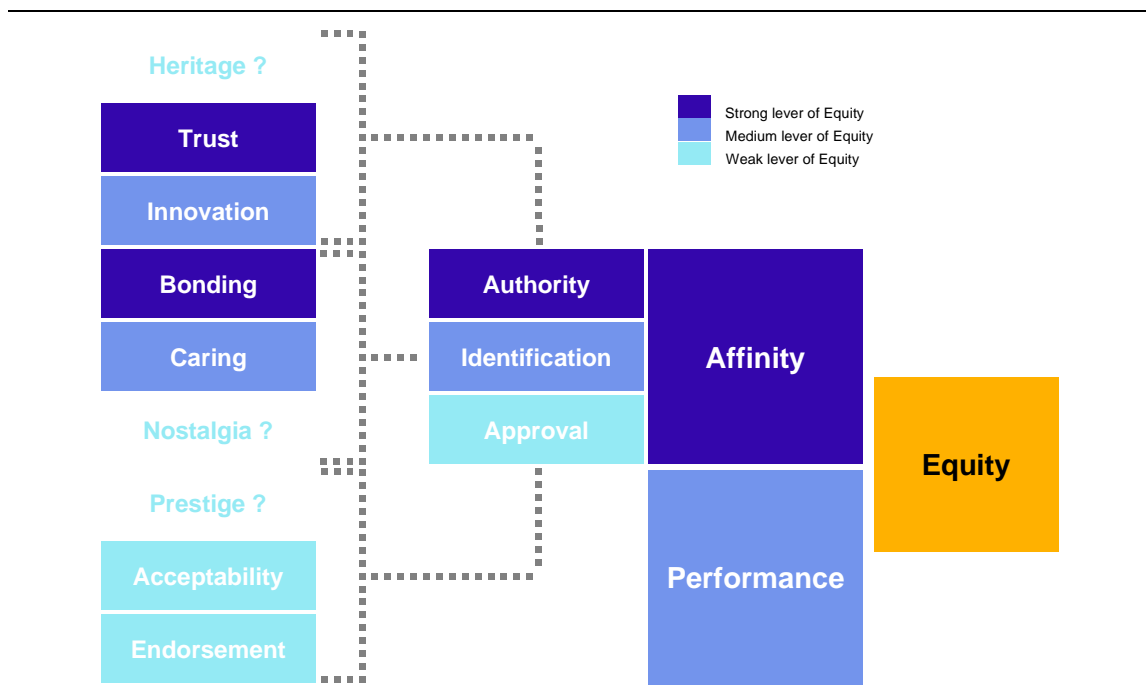 Heritage ?
Trust
Innovation
Bonding
Caring
Nostalgia ?
Prestige ?
Acceptability
Endorsement
Authority
Identification
Approval
Affinity
Performance
Equity
Strong lever of Equity
Medium lever of Equity
Weak lever of Equity